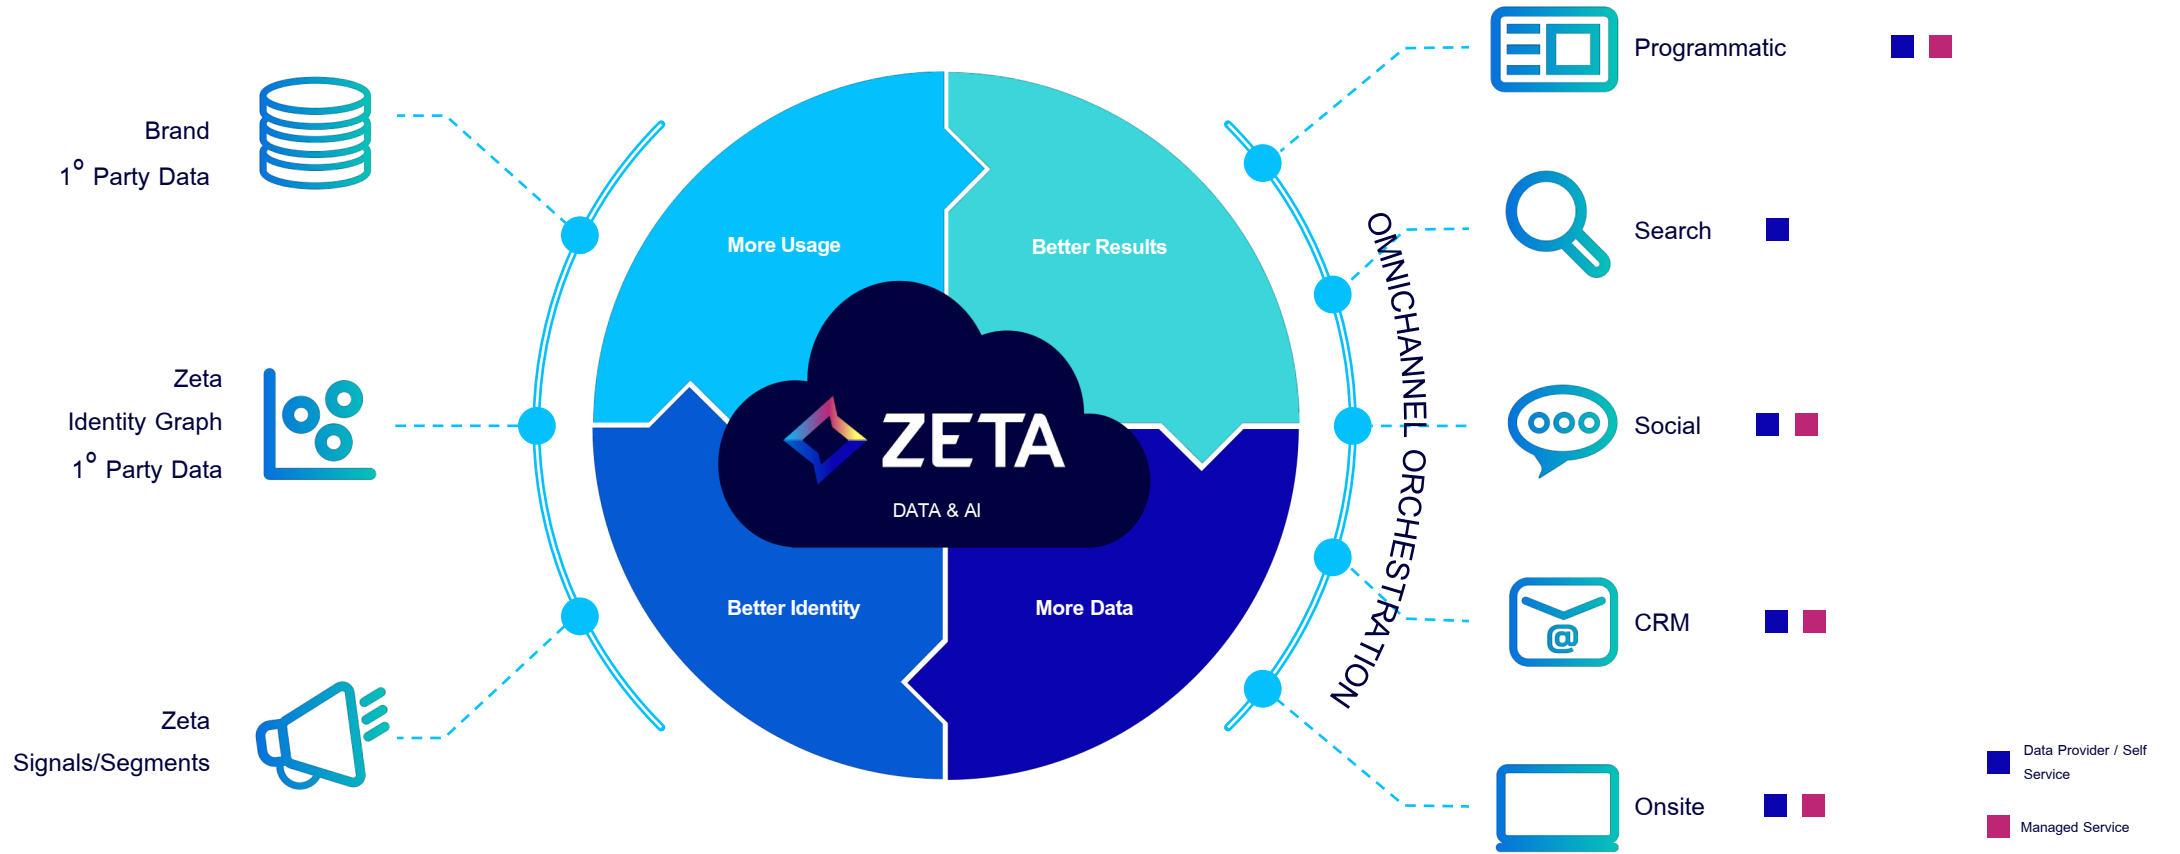 Brand
1° Party Data
Zeta
Identity Graph
1° Party Data
Zeta
Signals/Segments
More Usage
Better Results
ZETA
DATA & AI
Better Identity
More Data
OMNICHANNEL ORCHESTRATION
Programmatic
Search
Social
@
CRM
Onsite
Data Provider / Self
Service
Managed Service